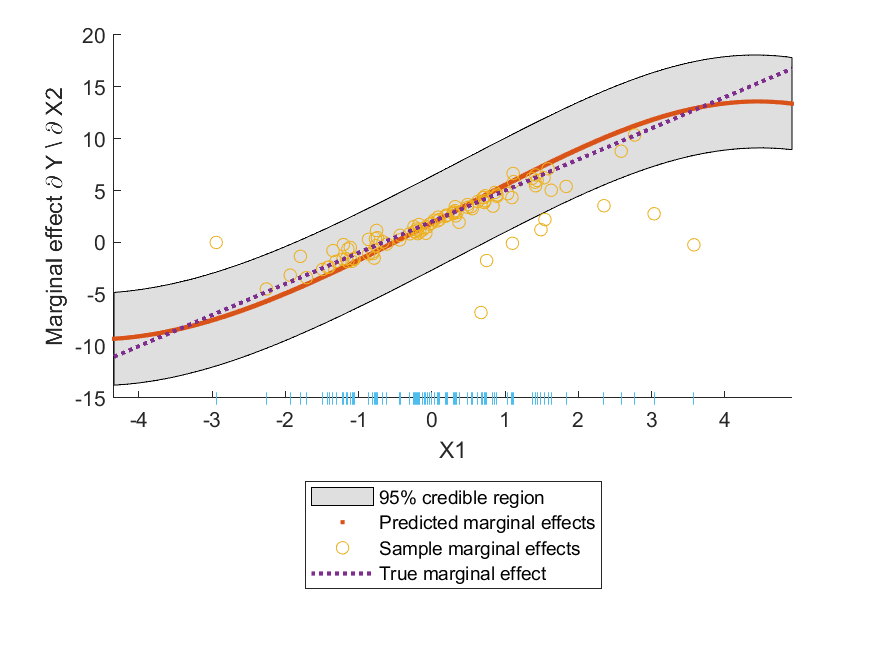 20
15
10
5
0
-5
-10
-15
Marginal effect ∂ Y \ ∂ X2
-4 -3 -2 -1 0 1 2 3 4
X1
95% credible region
Predicted marginal effects
Sample marginal effects
True marginal effect